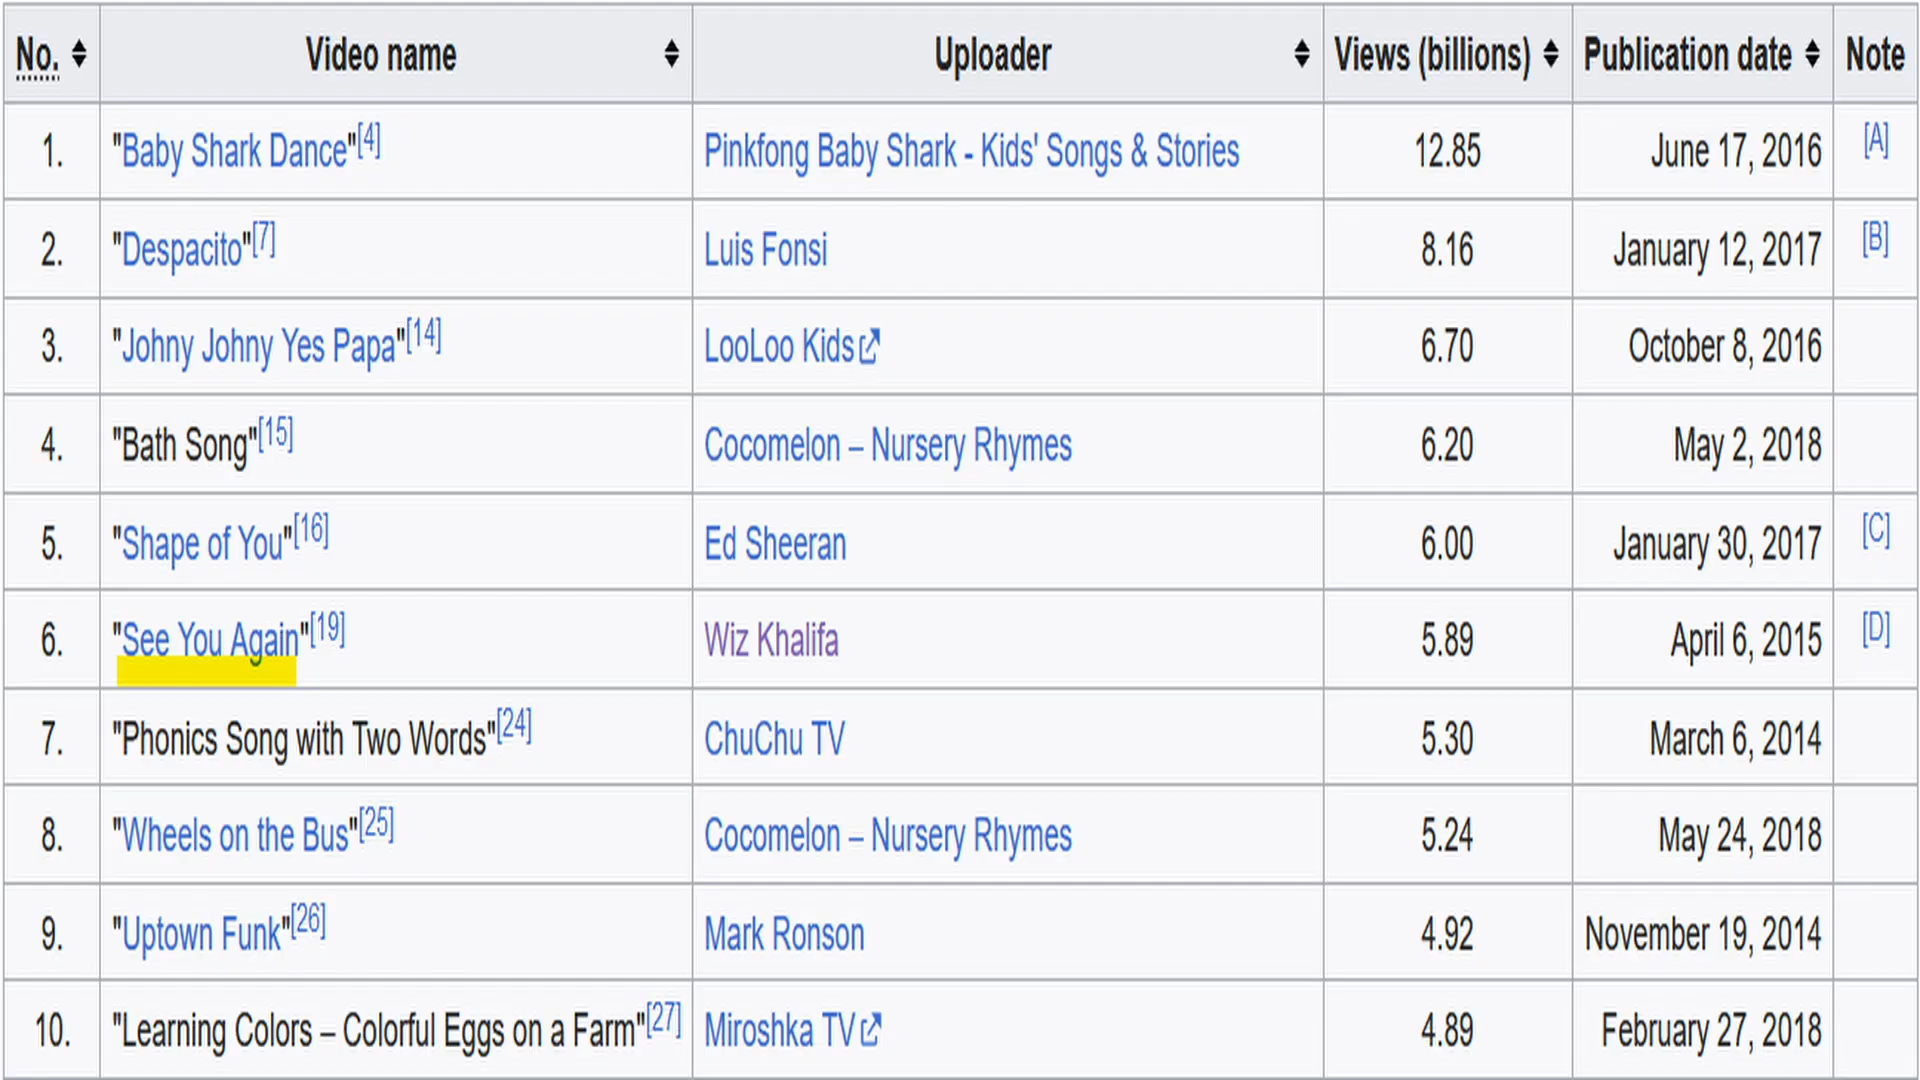 No. Video name Uploader Views (billions) Publication date Note
1. "Baby Shark Dance"[4] Pinkfong Baby Shark - Kids' Songs & Stories 12.85 June 17, 2016 [A]
2. "Despacito"[7] Luis Fonsi 8.16 January 12, 2017 [B]
3. "Johny Johny Yes Papa"[14] LooLoo Kids 6.70 October 8, 2016
4. "Bath Song"[15] Cocomelon – Nursery Rhymes 6.20 May 2, 2018
5. "Shape of You"[16] Ed Sheeran 6.00 January 30, 2017 [C]
6. "See You Again"[19] Wiz Khalifa 5.89 April 6, 2015 [D]
7. "Phonics Song with Two Words"[24] ChuChu TV 5.30 March 6, 2014
8. "Wheels on the Bus"[25] Cocomelon – Nursery Rhymes 5.24 May 24, 2018
9. "Uptown Funk"[26] Mark Ronson 4.92 November 19, 2014
10. "Learning Colors – Colorful Eggs on a Farm"[27] Miroshka TV 4.89 February 27, 2018